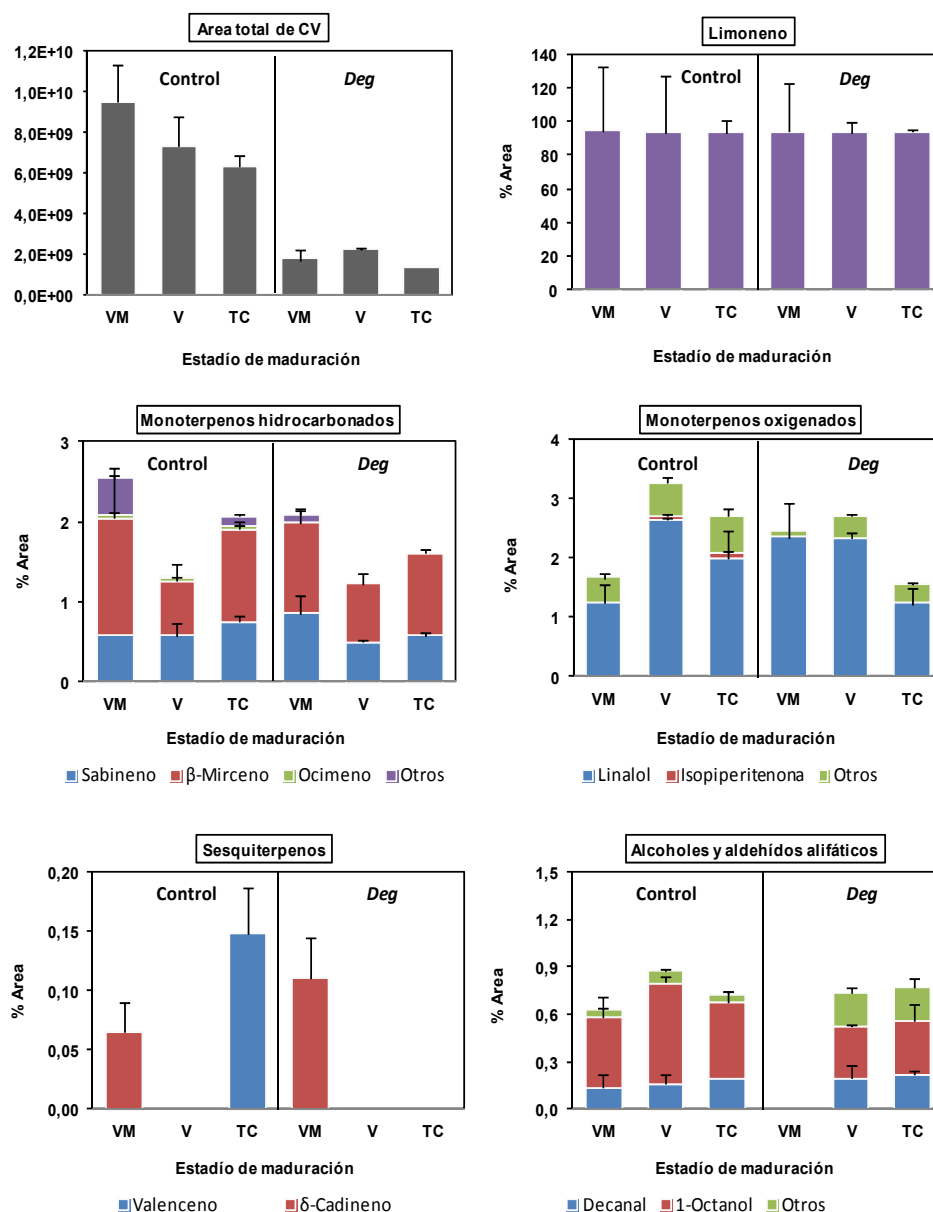 Area total de CV
1,2E+10
1,0E+10
8,0E+09
6,0E+09
4,0E+09
2,0E+09
0,0E+00
Control
Deg
VM V TC VM V TC
Estadío de maduración
Limoneno
% Area
140
120
100
80
60
40
20
0
Control
Deg
VM V TC VM V TC
Estadío de maduración
Monoterpenos hidrocarbonados
% Area
3
2
1
0
Control
Deg
VM V TC VM V TC
Estadío de maduración
Sabineno β-Mirceno Ocimeno Otros
Monoterpenos oxigenados
% Area
4
3
2
1
0
Control
Deg
VM V TC VM V TC
Estadío de maduración
Linalol Isopiperitenona Otros
Sesquiterpenos
% Area
0,20
0,15
0,10
0,05
0,00
Control
Deg
VM V TC VM V TC
Estadío de maduración
Valenceno δ-Cadineno
Alcoholes y aldehídos alifáticos
% Area
1,5
1,2
0,9
0,6
0,3
0,0
Control
Deg
VM V TC VM V TC
Estadío de maduración
Decanal 1-Octanol Otros